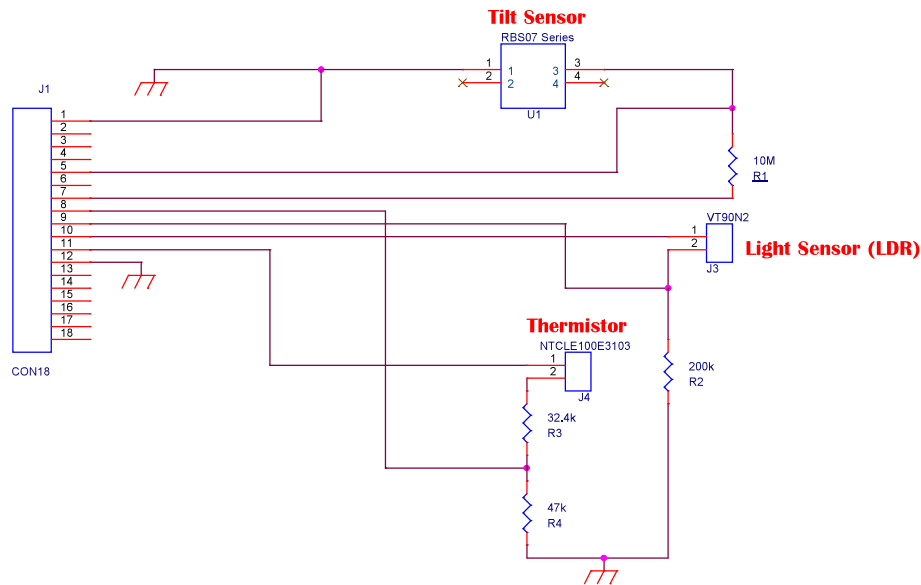 Tilt Sensor
RBS07 Series
1
2
1
2
3
4
3
4
U1
J1
1
2
3
4
5
6
7
8
9
10
11
12
13
14
15
16
17
18
CON18
10M
R1
VT90N2
1
2
J3
Light Sensor (LDR)
Thermistor
NTCLE100E3103
1
2
J4
200k
R2
32.4k
R3
47k
R4